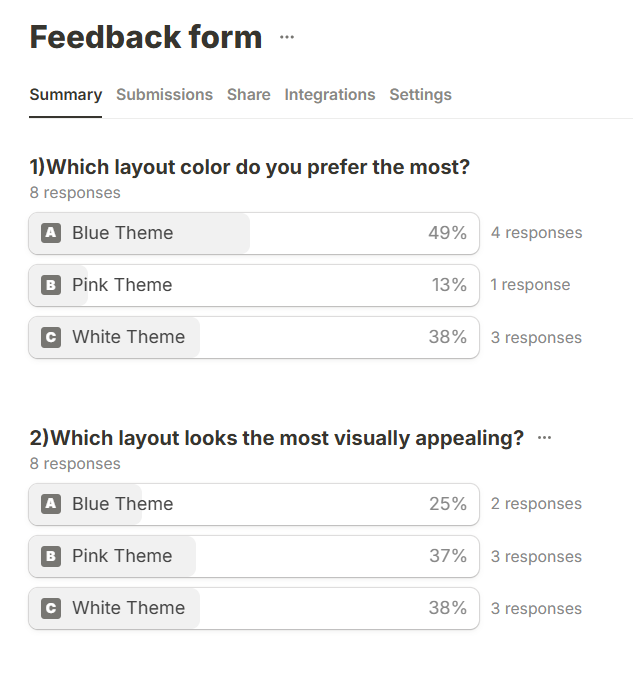 Feedback form ...
Summary Submissions Share Integrations Settings
1)Which layout color do you prefer the most?
8 responses
A Blue Theme 49% 4 responses
B Pink Theme 13% 1 response
C White Theme 38% 3 responses
2)Which layout looks the most visually appealing? ...
8 responses
A Blue Theme 25% 2 responses
B Pink Theme 37% 3 responses
C White Theme 38% 3 responses